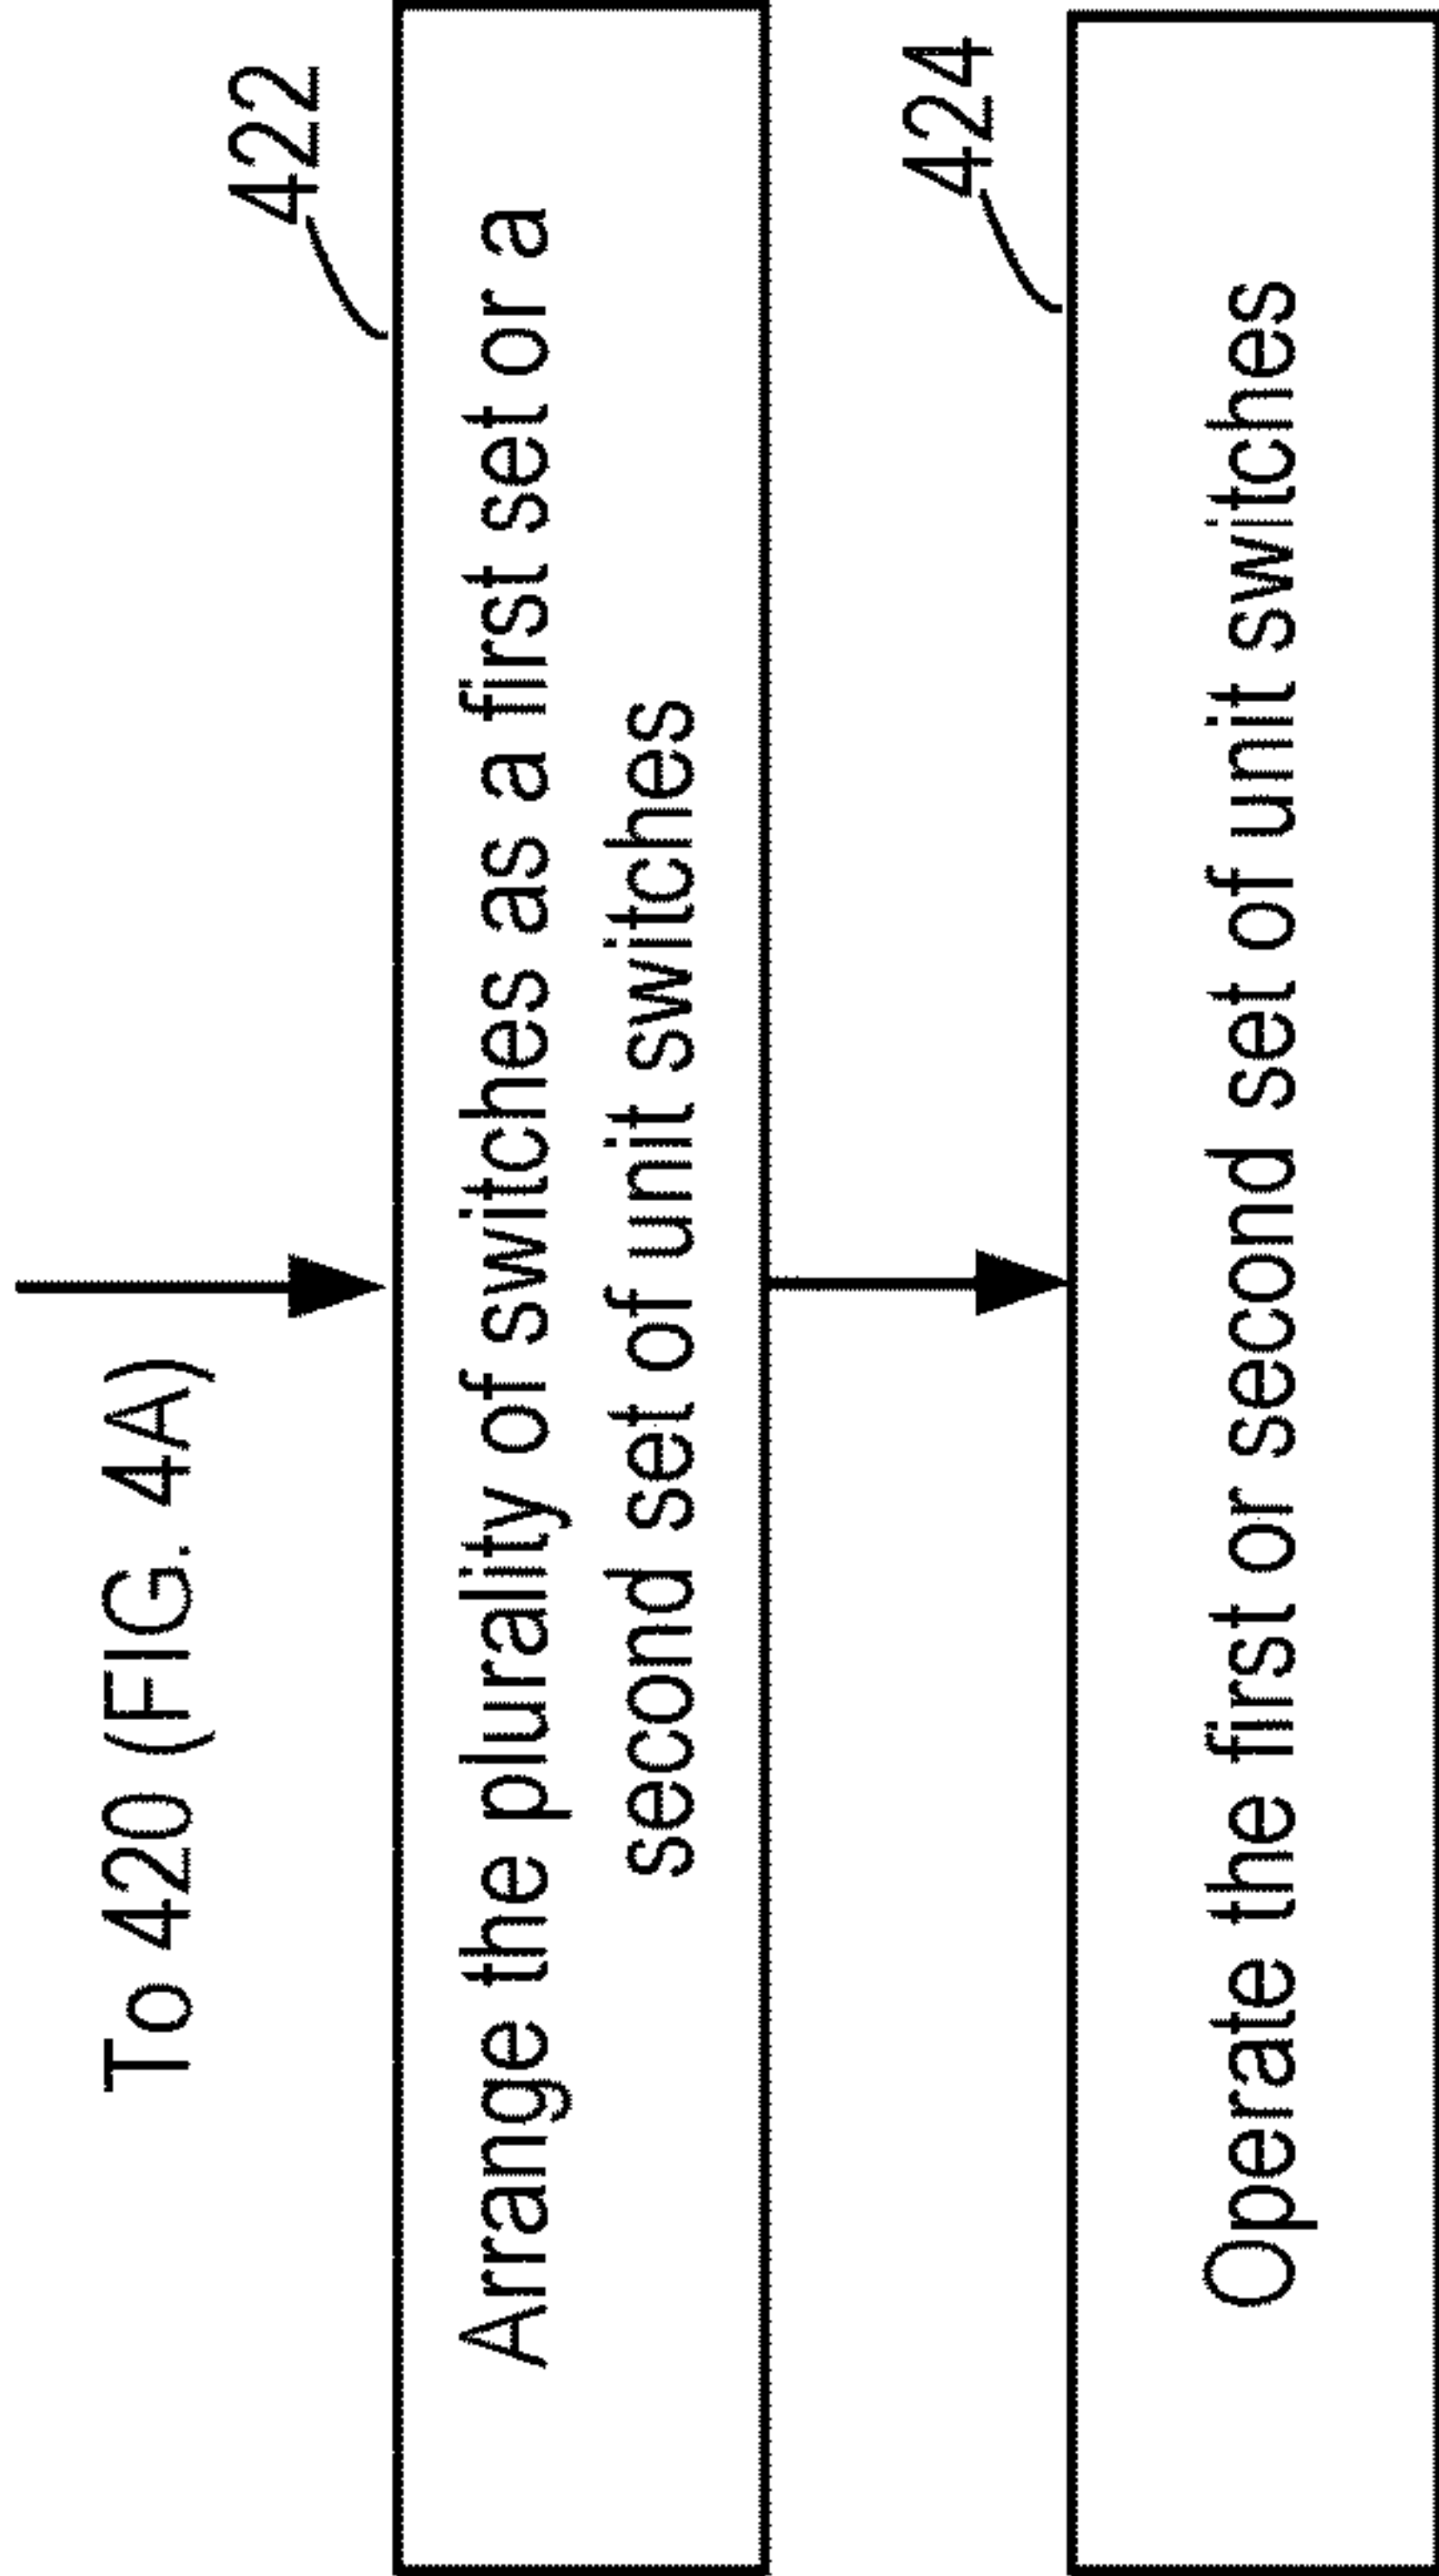 To 420 (FIG. 4A)
422
Arrange the plurality of switches as a first set or a
second set of unit switches
424
Operate the first or second set of unit switches